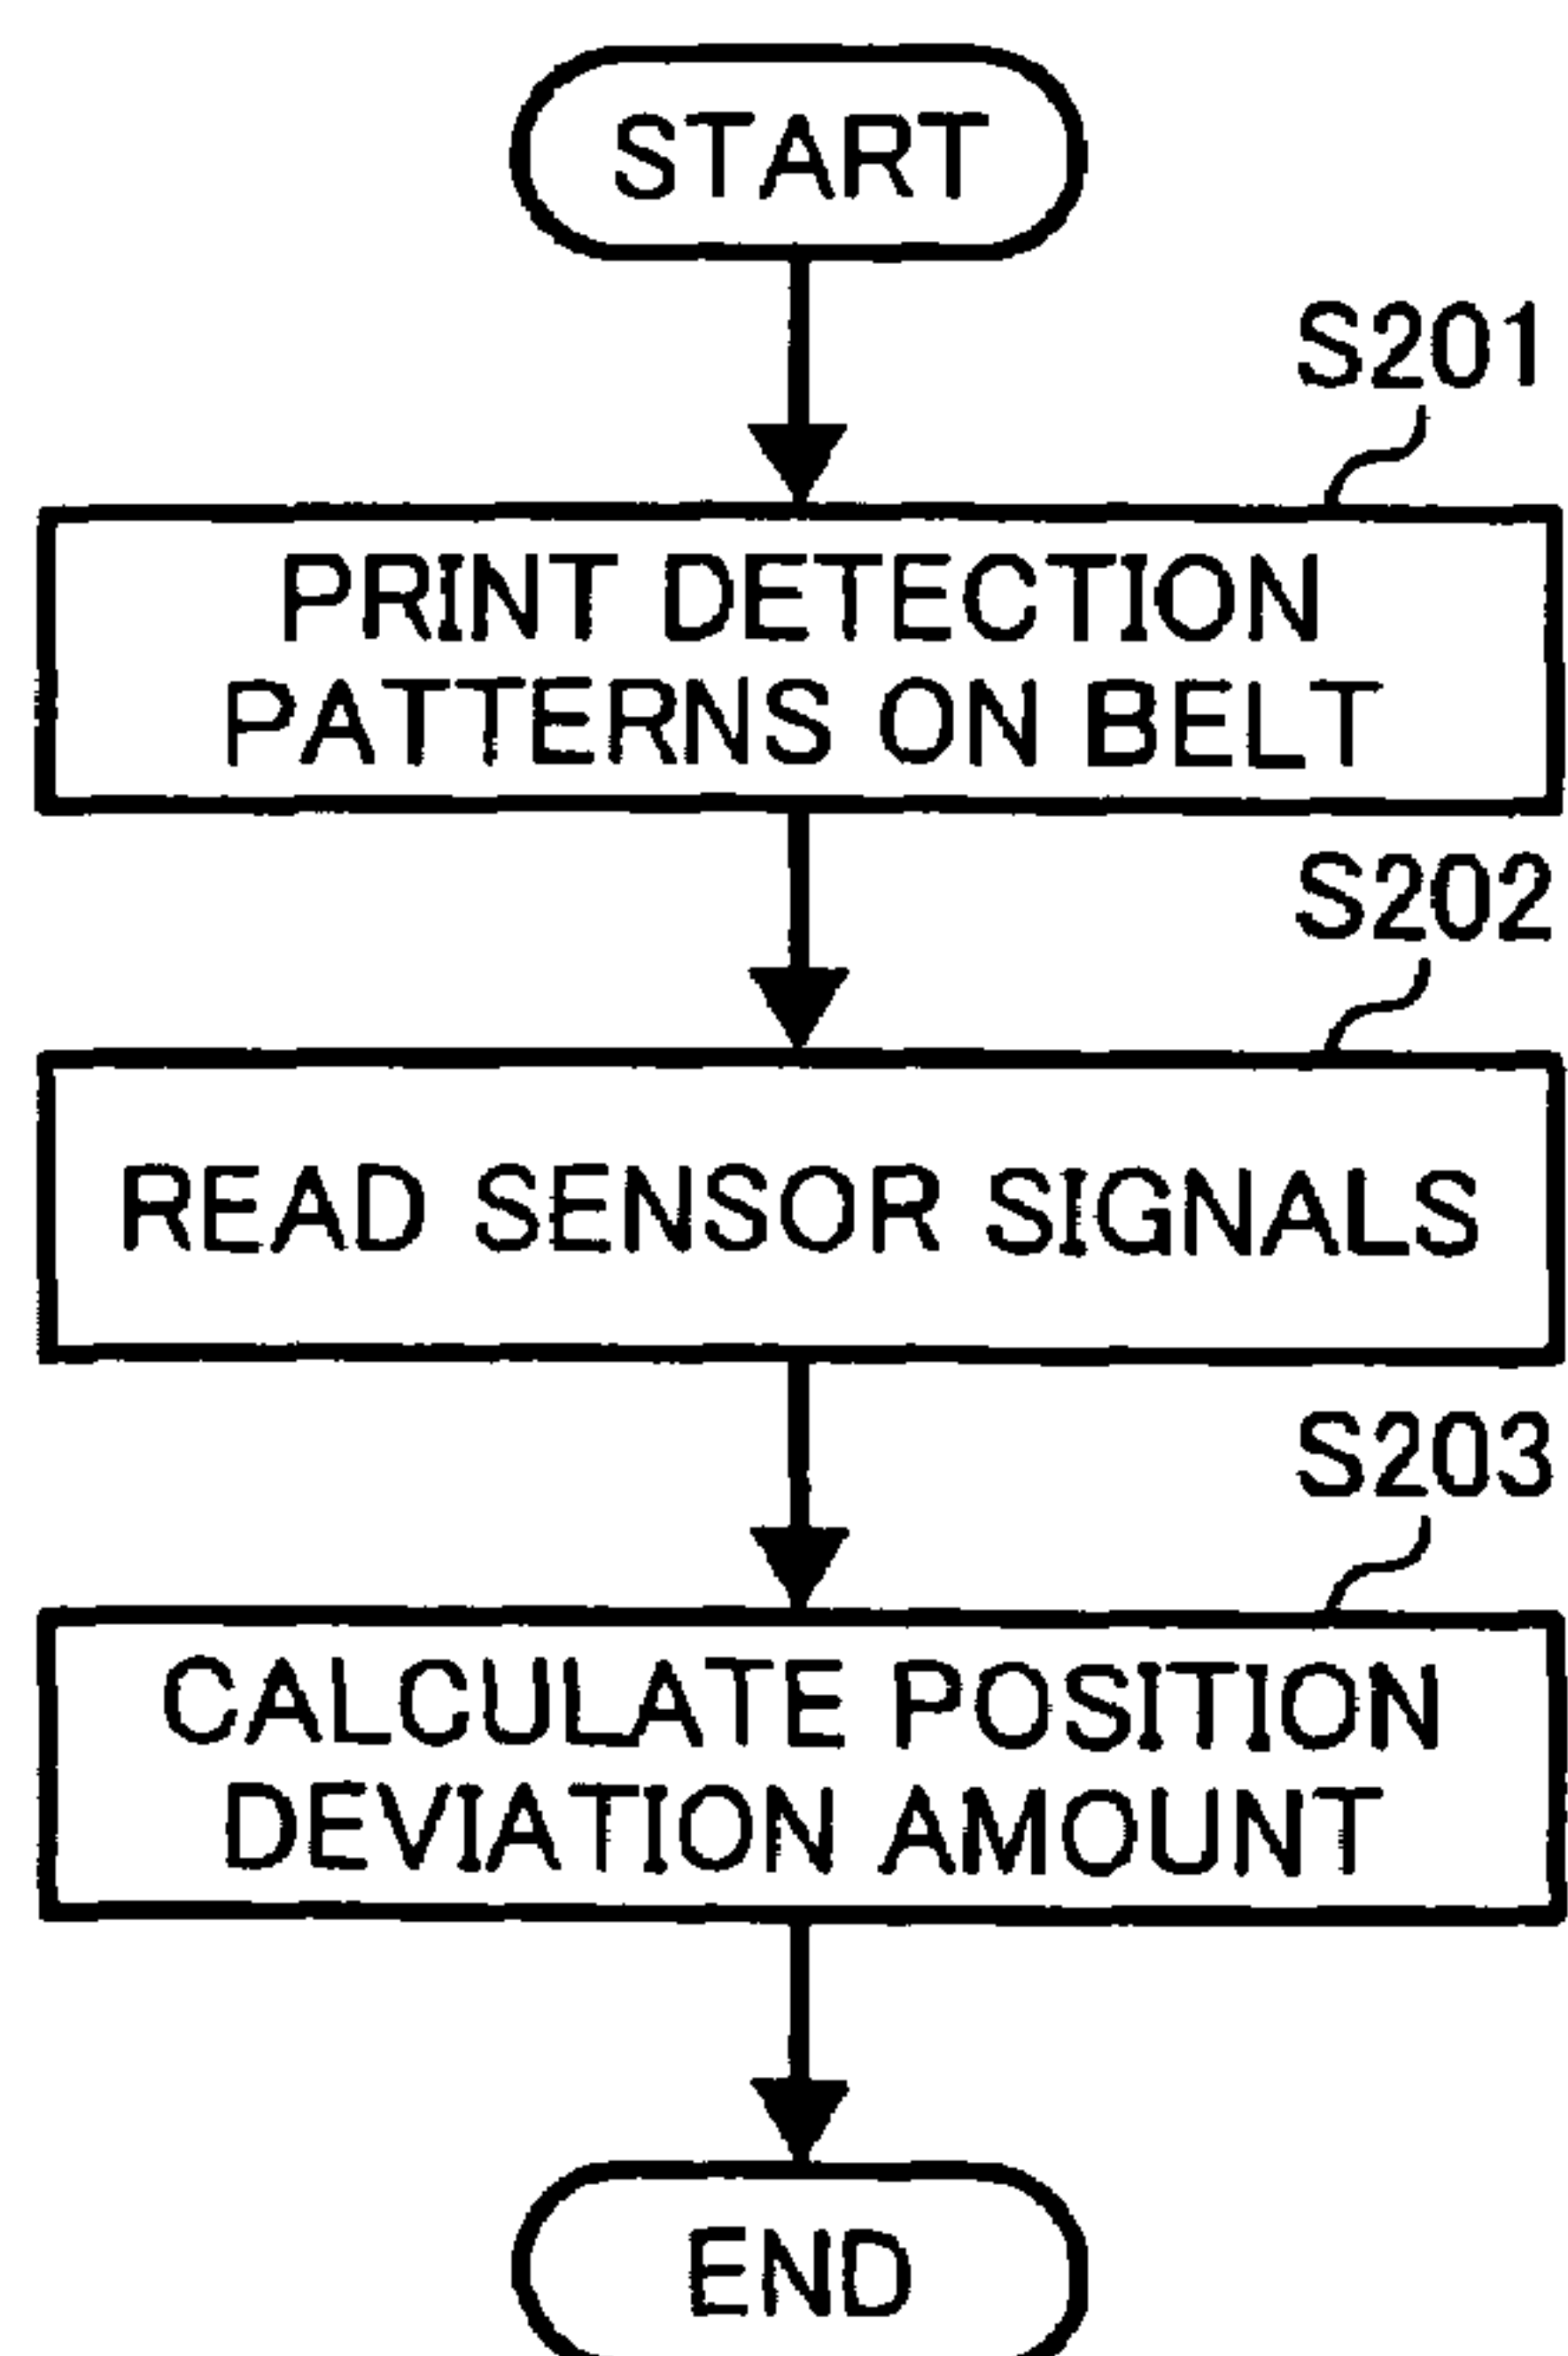 START
S201
PRINT DETECTION
PATTERNS ON BELT
S202
READ SENSOR SIGNALS
S203
CALCULATE POSITION
DEVIATION AMOUNT
END